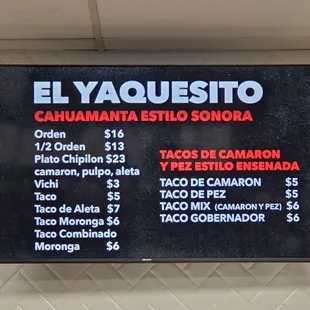 EL YAQUESITO
CAHUAMANTA ESTILO SONORA
Orden $16
1/2 Orden $13
Plato Chipilon $23
camaron, pulpo, aleta
Vichi $3
Taco $5
Taco de Aleta $7
Taco Moronga $6
Taco Combinado
Moronga $6
TACOS DE CAMARON
Y PEZ ESTILO ENSENADA
TACO DE CAMARON $5
TACO DE PEZ $5
TACO MIX (CAMARON Y PEZ) $6
TACO GOBERNADOR $6